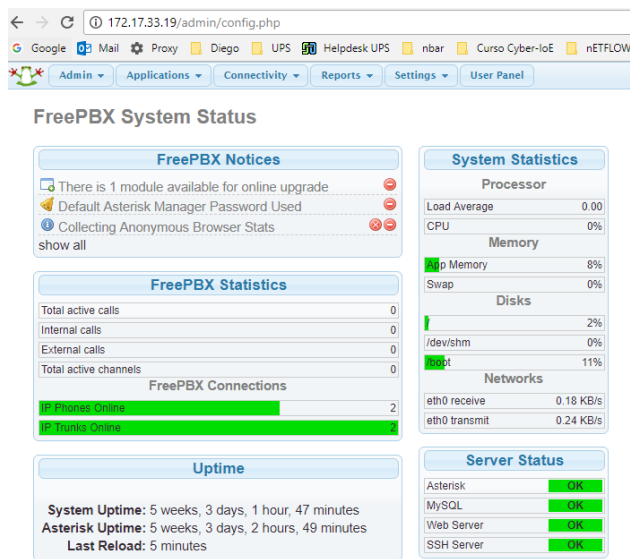 172.17.33.19/admin/config.php
Google Mail Proxy Diego UPS Helpdesk UPS nbar Curso Cyber-IoE nETFLOW
Admin Applications Connectivity Reports Settings User Panel
FreePBX System Status
FreePBX Notices
There is 1 module available for online upgrade
Default Asterisk Manager Password Used
Collecting Anonymous Browser Stats
show all
FreePBX Statistics
Total active calls 0
Internal calls 0
External calls 0
Total active channels 0
FreePBX Connections
IP Phones Online 2
IP Trunks Online 2
Uptime
System Uptime: 5 weeks, 3 days, 1 hour, 47 minutes
Asterisk Uptime: 5 weeks, 3 days, 2 hours, 49 minutes
Last Reload: 5 minutes
System Statistics
Processor
Load Average 0.00
CPU 0%
Memory
App Memory 8%
Swap 0%
Disks
/ 2%
/dev/shm 0%
/boot 11%
Networks
eth0 receive 0.18 KB/s
eth0 transmit 0.24 KB/s
Server Status
Asterisk OK
MySQL OK
Web Server OK
SSH Server OK